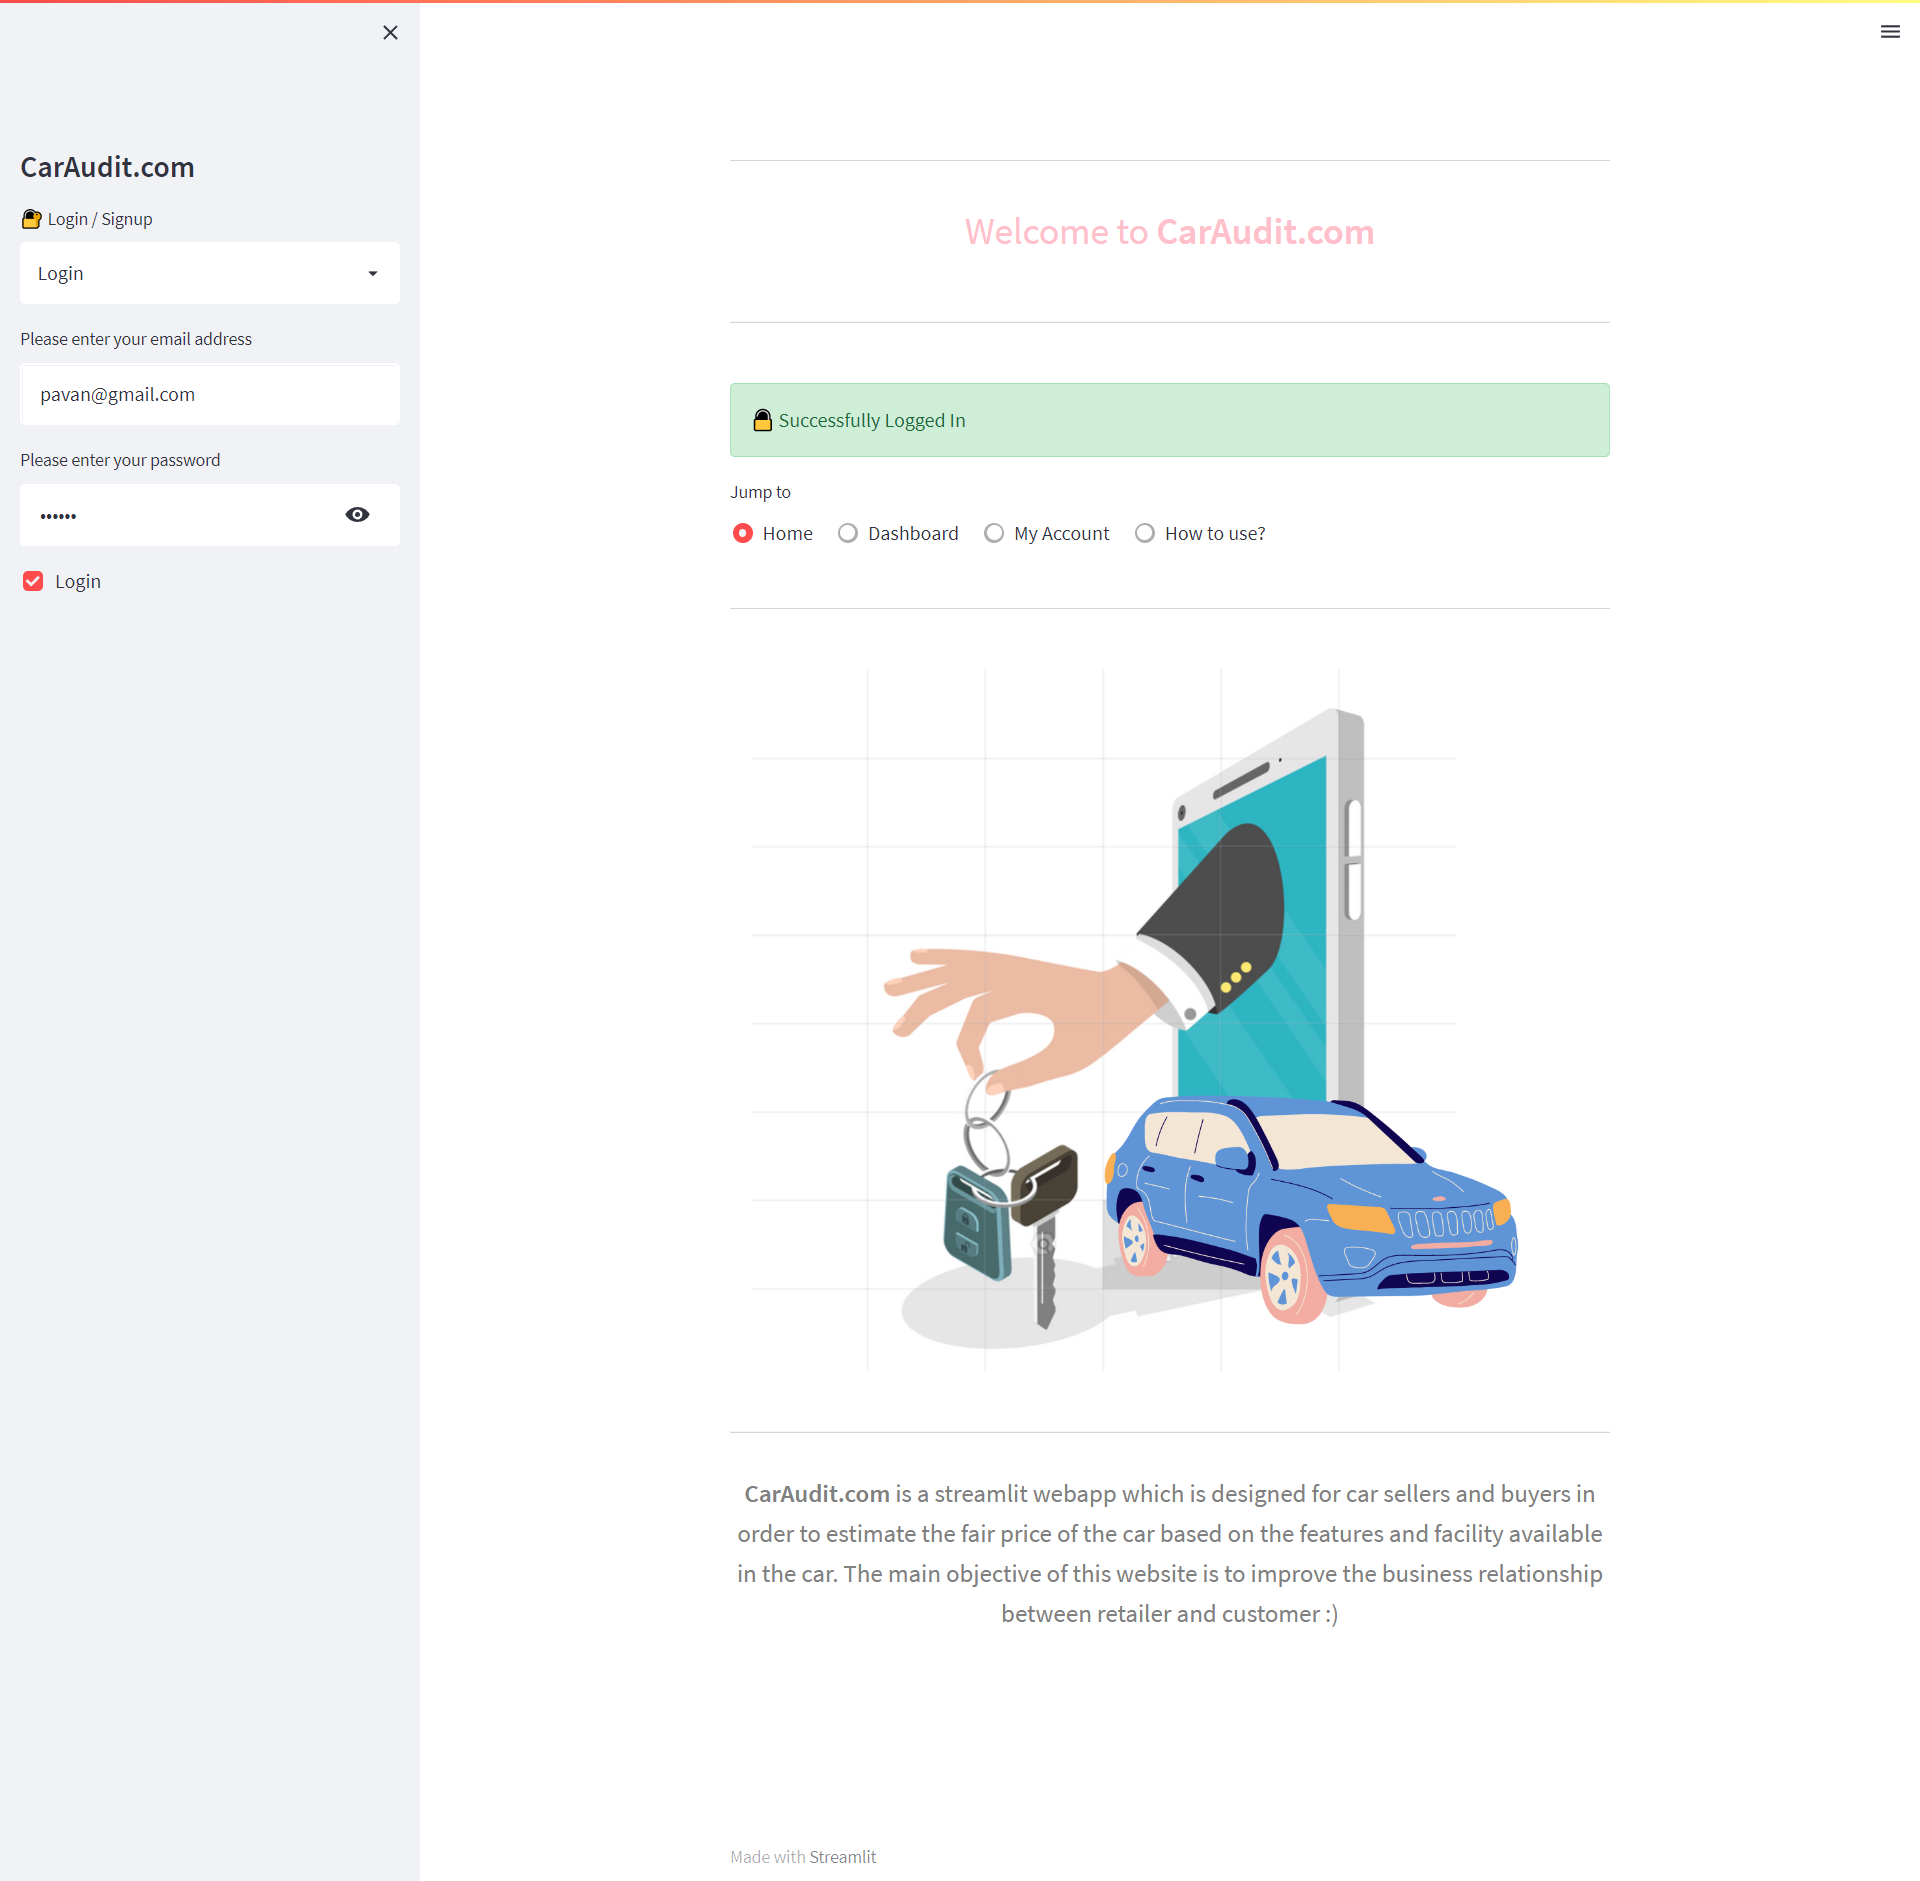 CarAudit.com
🔐 Login / Signup
Login
Please enter your email address
pavan@gmail.com
Please enter your password
••••••
Login
Welcome to CarAudit.com
🔒 Successfully Logged In
Jump to
Home Dashboard My Account How to use?
CarAudit.com is a streamlit webapp which is designed for car sellers and buyers in
order to estimate the fair price of the car based on the features and facility available
in the car. The main objective of this website is to improve the business relationship
between retailer and customer :)
Made with Streamlit